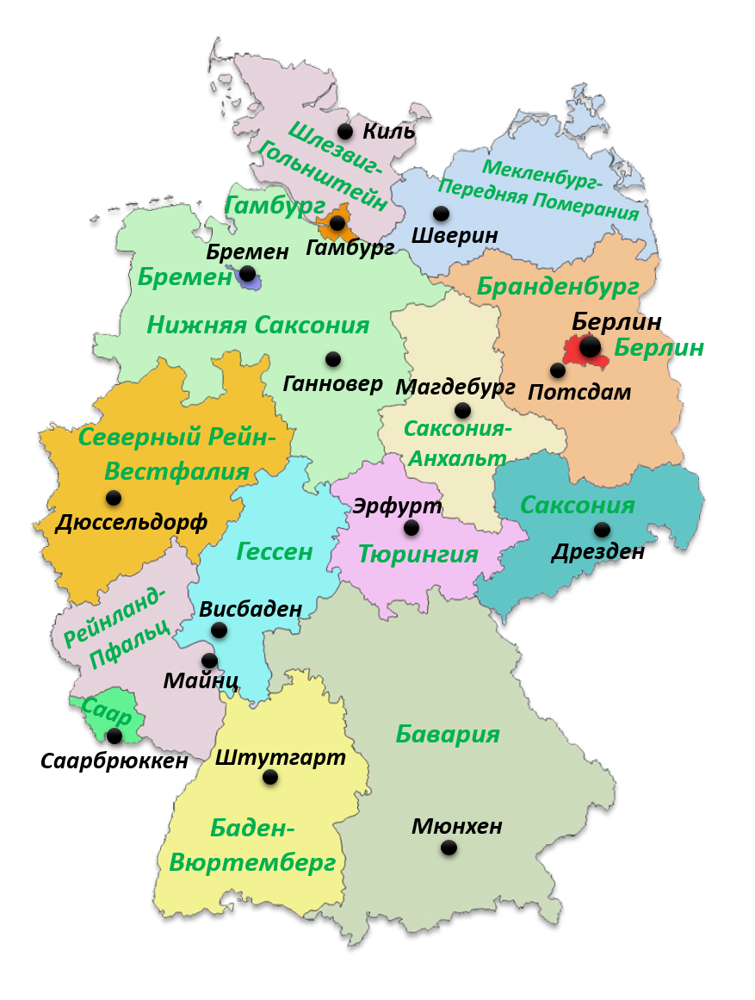 Киль
Шлезвиг-
Гольнштейн
Мекленбург-
Передняя Померания
Гамбург
Шверин
Гамбург
Бремен
Бремен
Бранденбург
Нижняя Саксония
Берлин
Берлин
Ганновер
Магдебург
Потсдам
Саксония-
Анхальт
Северный Рейн-
Вестфалия
Дюссельдорф
Эрфурт
Саксония
Гессен
Тюрингия
Дрезден
Рейнланд-
Пфальц
Висбаден
Майнц
Саар
Саарбрюккен
Бавария
Штутгарт
Баден-
Вюртемберг
Мюнхен